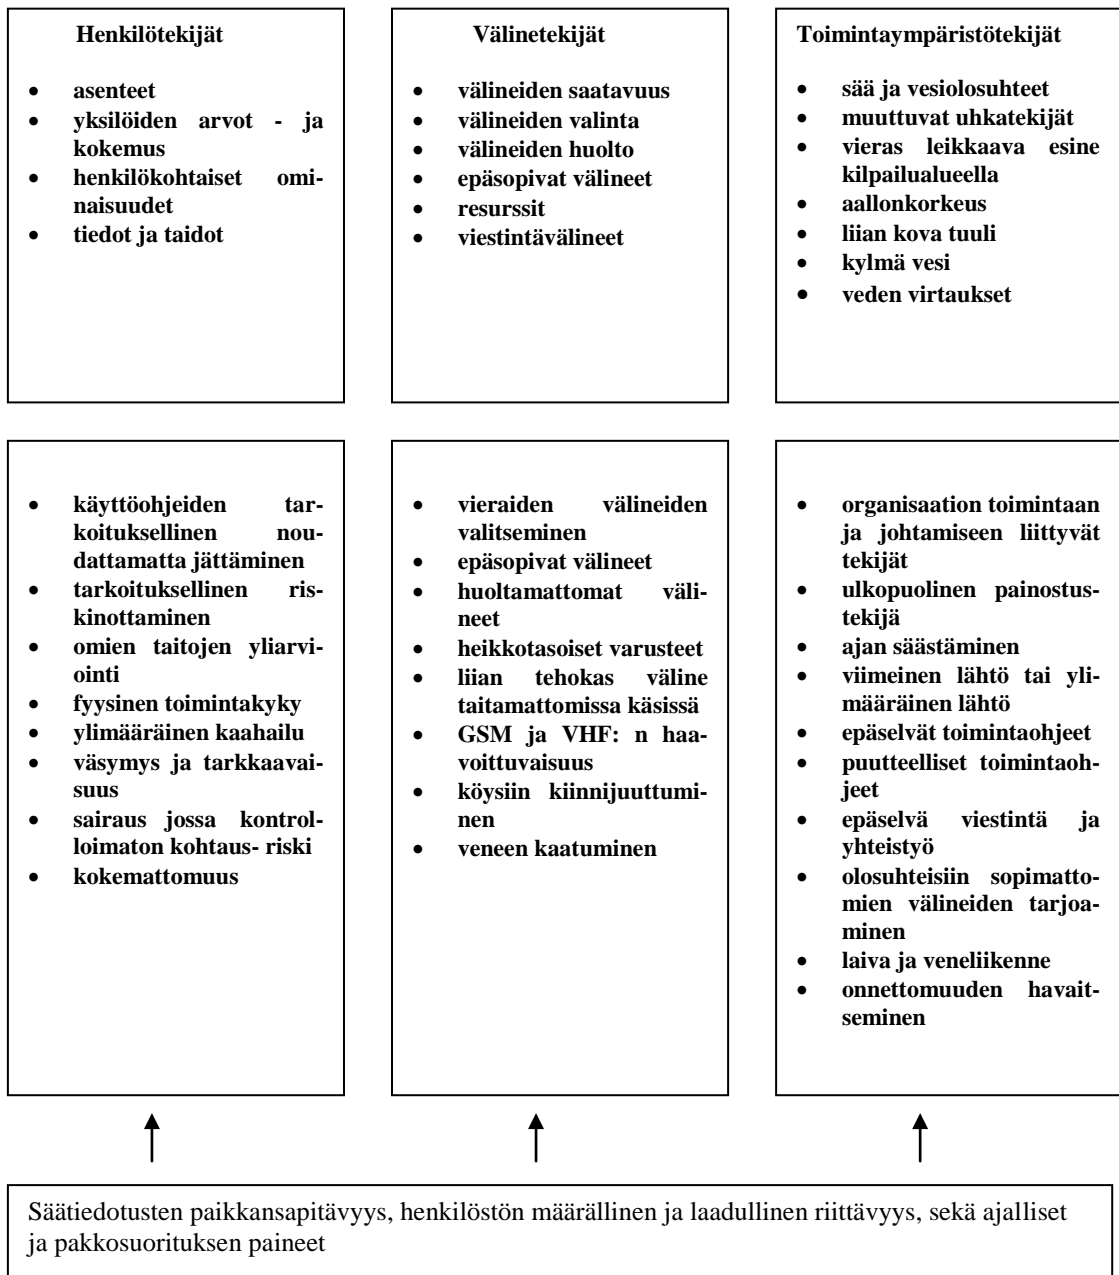 Henkilötekijät
• asenteet
• yksilöiden arvot - ja
kokemus
• henkilökohtaiset omi-
naisuudet
• tiedot ja taidot
Välinetekijät
• välineiden saatavuus
• välineiden valinta
• välineiden huolto
• epäsopivat välineet
• resurssit
• viestintävälineet
Toimintaympäristötekijät
• sää ja vesiolosuhteet
• muuttuvat uhkatekijät
• vieras leikkaava esine
kilpailualueella
• aallonkorkeus
• liian kova tuuli
• kylmä vesi
• veden virtaukset
• käyttöohjeiden tar-
koituksellinen nou-
dattamatta jättäminen
• tarkoituksellinen ris-
kinottaminen
• omien taitojen yliarvi-
ointi
• fyysinen toimintakyky
• ylimääräinen kaahailu
• väsymys ja tarkkaavai-
suus
• sairaus jossa kontrol-
loimaton kohtaus- riski
• kokemattomuus
• vieraiden välineiden
valitseminen
• epäsopivat välineet
• huoltamattomat väli-
neet
• heikkotasoiset varusteet
• liian tehokas väline
taitamattomissa käsissä
• GSM ja VHF: n haa-
voittuvaisuus
• köysiin kiinnijuuttumi-
nen
• veneen kaatuminen
• organisaation toimintaan
ja johtamiseen liittyvät
tekijät
• ulkopuolinen painostus-
tekijä
• ajan säästäminen
• viimeinen lähtö tai yli-
määräinen lähtö
• epäselvät toimintaohjeet
• puutteelliset toimintaoh-
jeet
• epäselvä viestintä ja
yhteistyö
• olosuhteisiin sopimatto-
mien välineiden tarjoa-
minen
• laiva ja veneliikenne
• onnettomuuden havait-
seminen
Säätiedotusten paikkansapitävyys, henkilöstön määrällinen ja laadullinen riittävyys, sekä ajalliset
ja pakkosuorituksen paineet